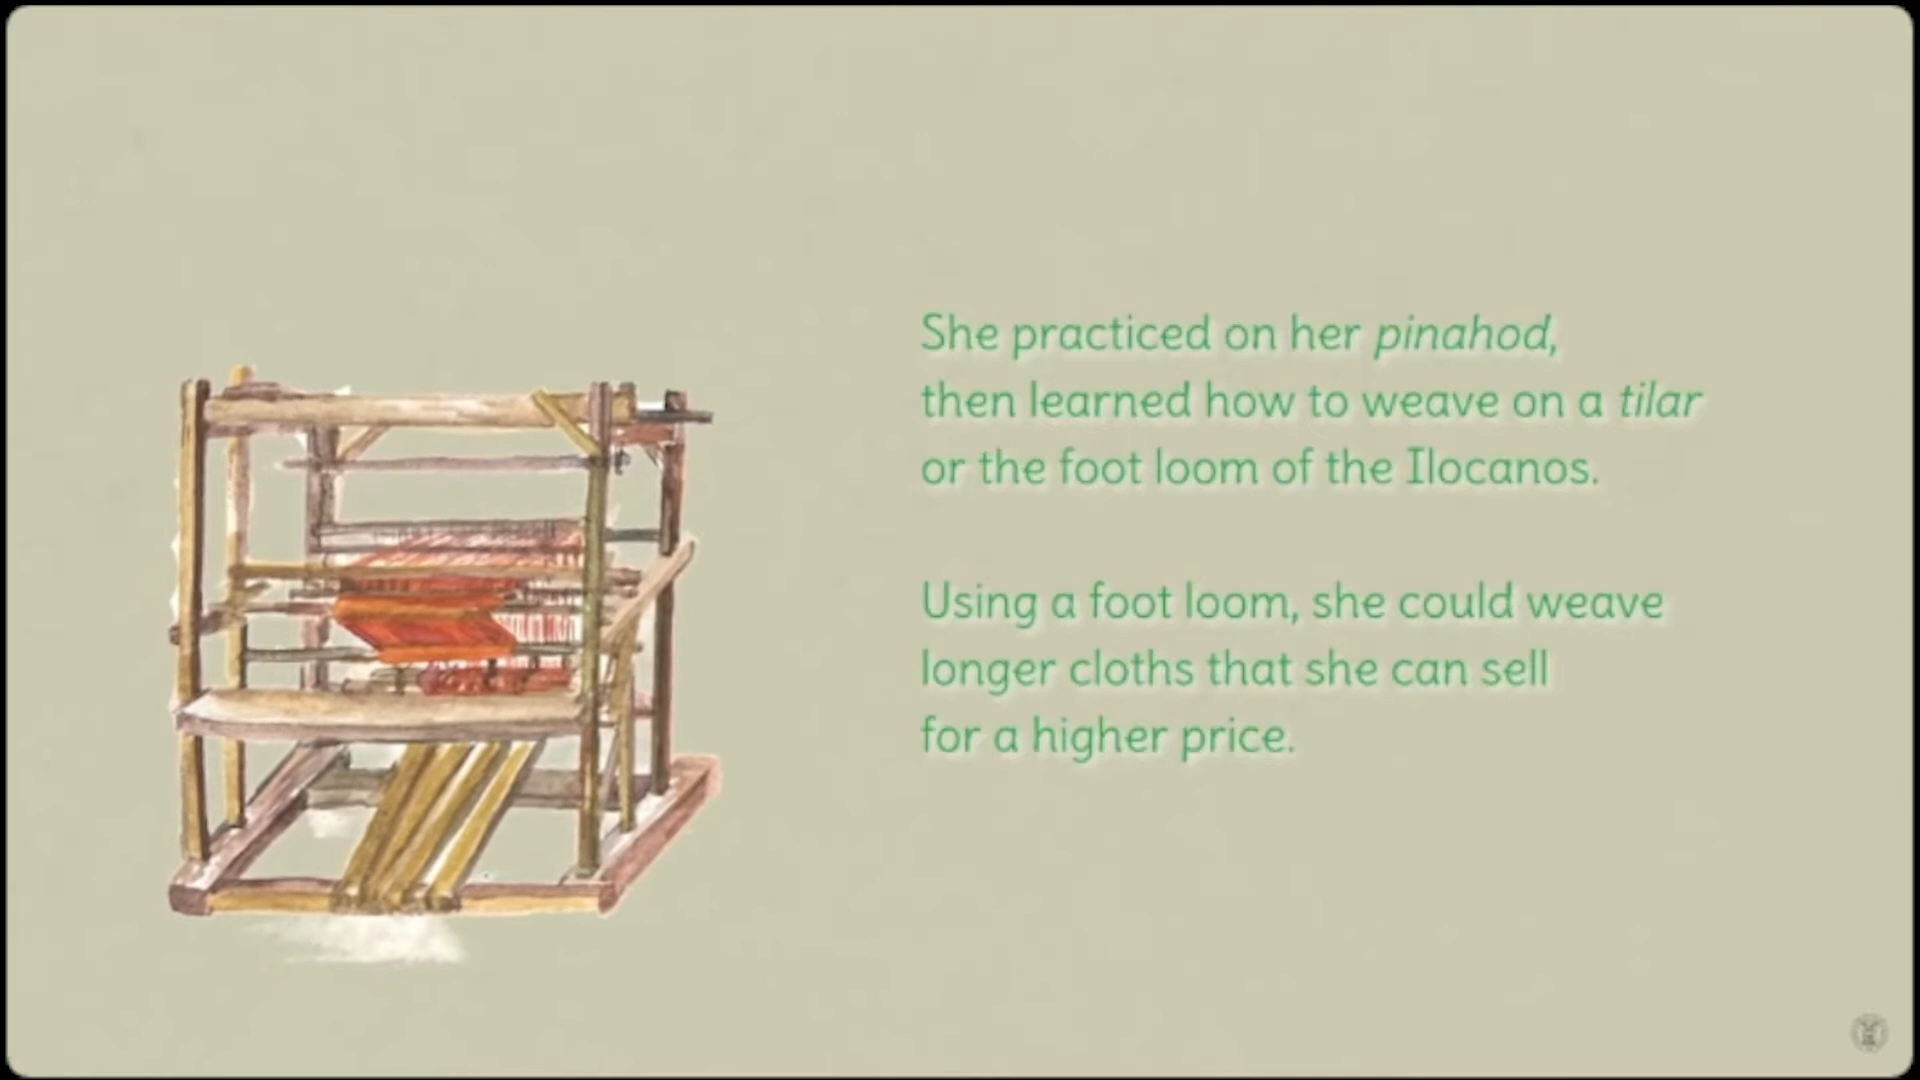 She practiced on her pinahod,
then learned how to weave on a tilar
or the foot loom of the Ilocanos.
Using a foot loom, she could weave
longer cloths that she can sell
for a higher price.